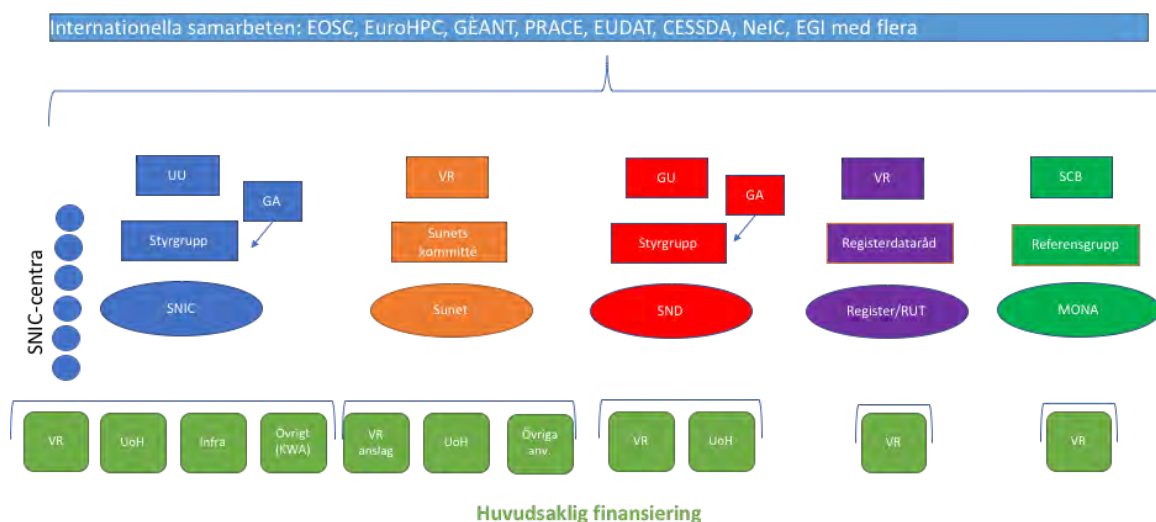 Internationella samarbeten: EOSC, EuroHPC, GÈANT, PRACE, EUDAT, CESSDA, NeIC, EGI med flera
UU
GA
Styrgrupp
SNIC
SNIC-centra
VR
Sunets
kommitté
Sunet
GU
GA
Styrgrupp
SND
VR
Registerdataråd
Register/RUT
SCB
Referensgrupp
MONA
VR
UoH
Infra
Övrigt
(KWA)
VR
anslag
UoH
Övriga
anv.
VR
UoH
VR
VR
Huvudsaklig finansiering